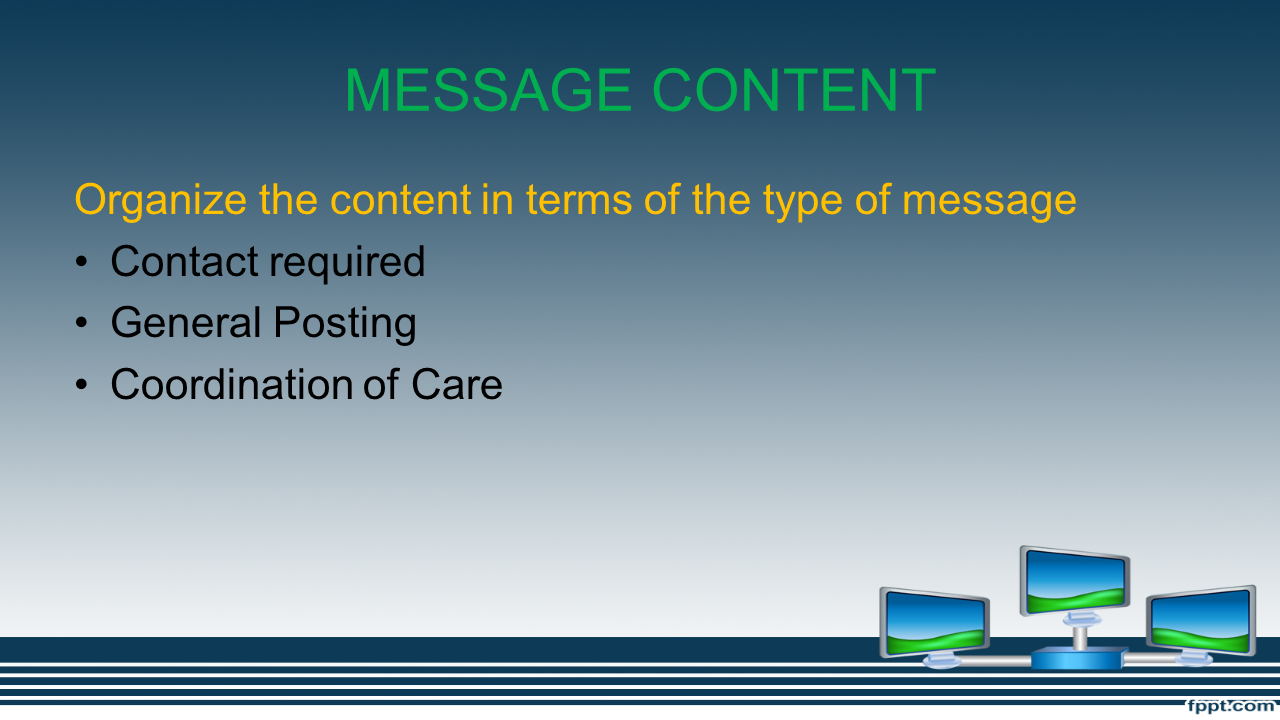 MESSAGE CONTENT
Organize the content in terms of the type of message
• Contact required
• General Posting
• Coordination of Care
fppt.com